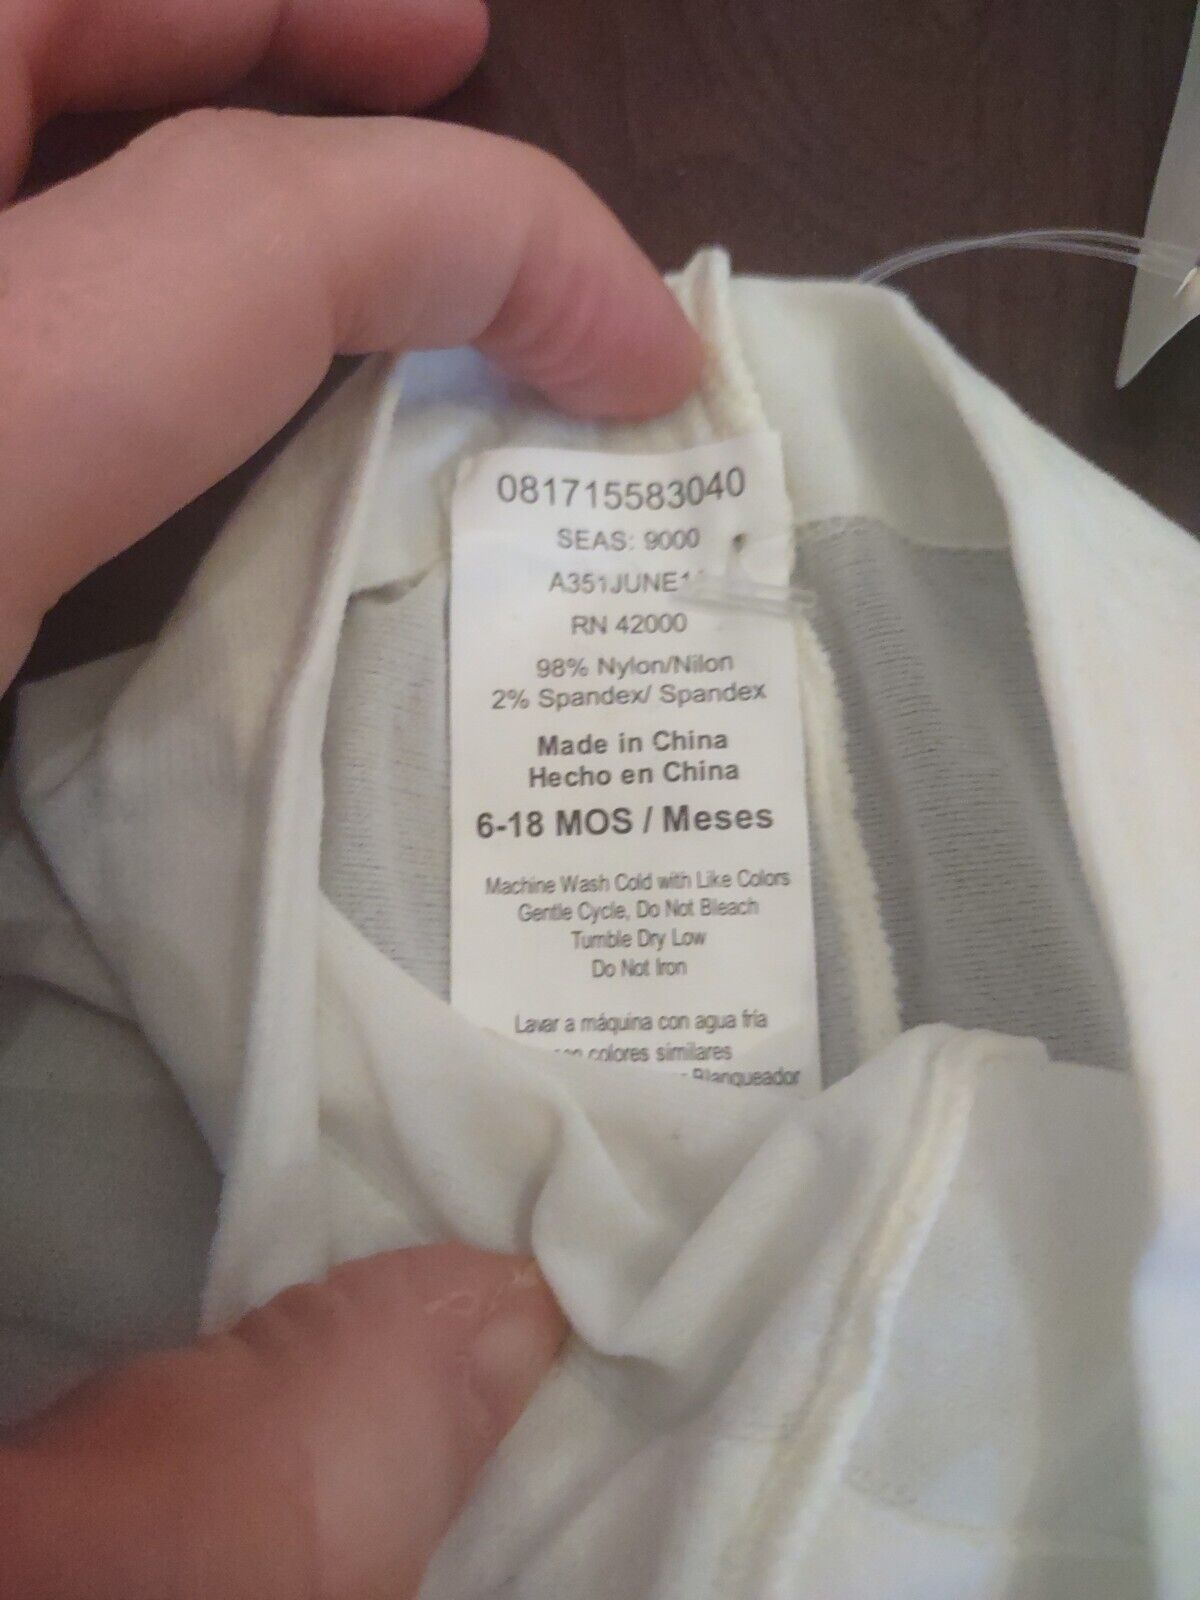 081715583040
SEAS: 9000
A351JUNE1
RN 42000
98% Nylon/Nilon
2% Spandex/ Spandex
Made in China
Hecho en China
6-18 MOS / Meses
Machine Wash Cold with Like Colors
Gentle Cycle, Do Not Bleach
Tumble Dry Low
Do Not Iron
Lavar a máquina con agua fría
colores similares
Blanqueador